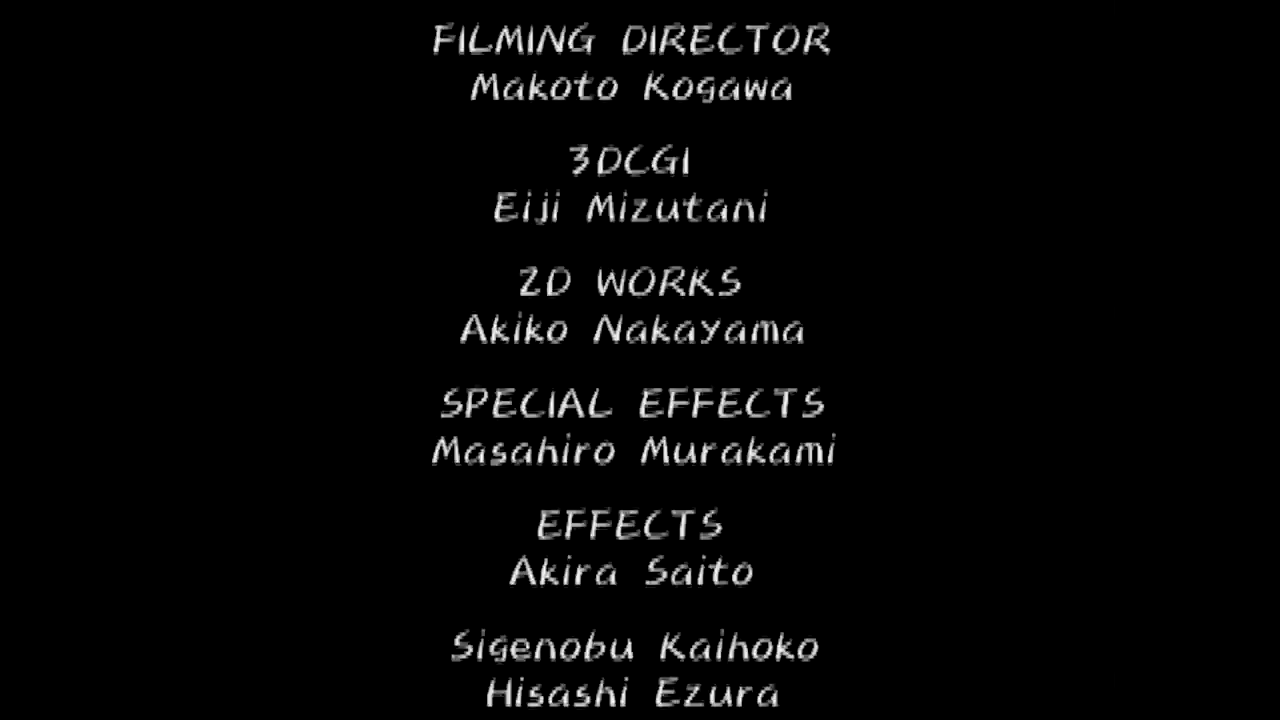 FILMING DIRECTOR
Makoto Kogawa
3DCGI
Eiji Mizutani
2D WORKS
Akiko Nakayama
SPECIAL EFFECTS
Masahiro Murakami
EFFECTS
Akira Saito
Sigenobu Kaihoko
Hisashi Ezura